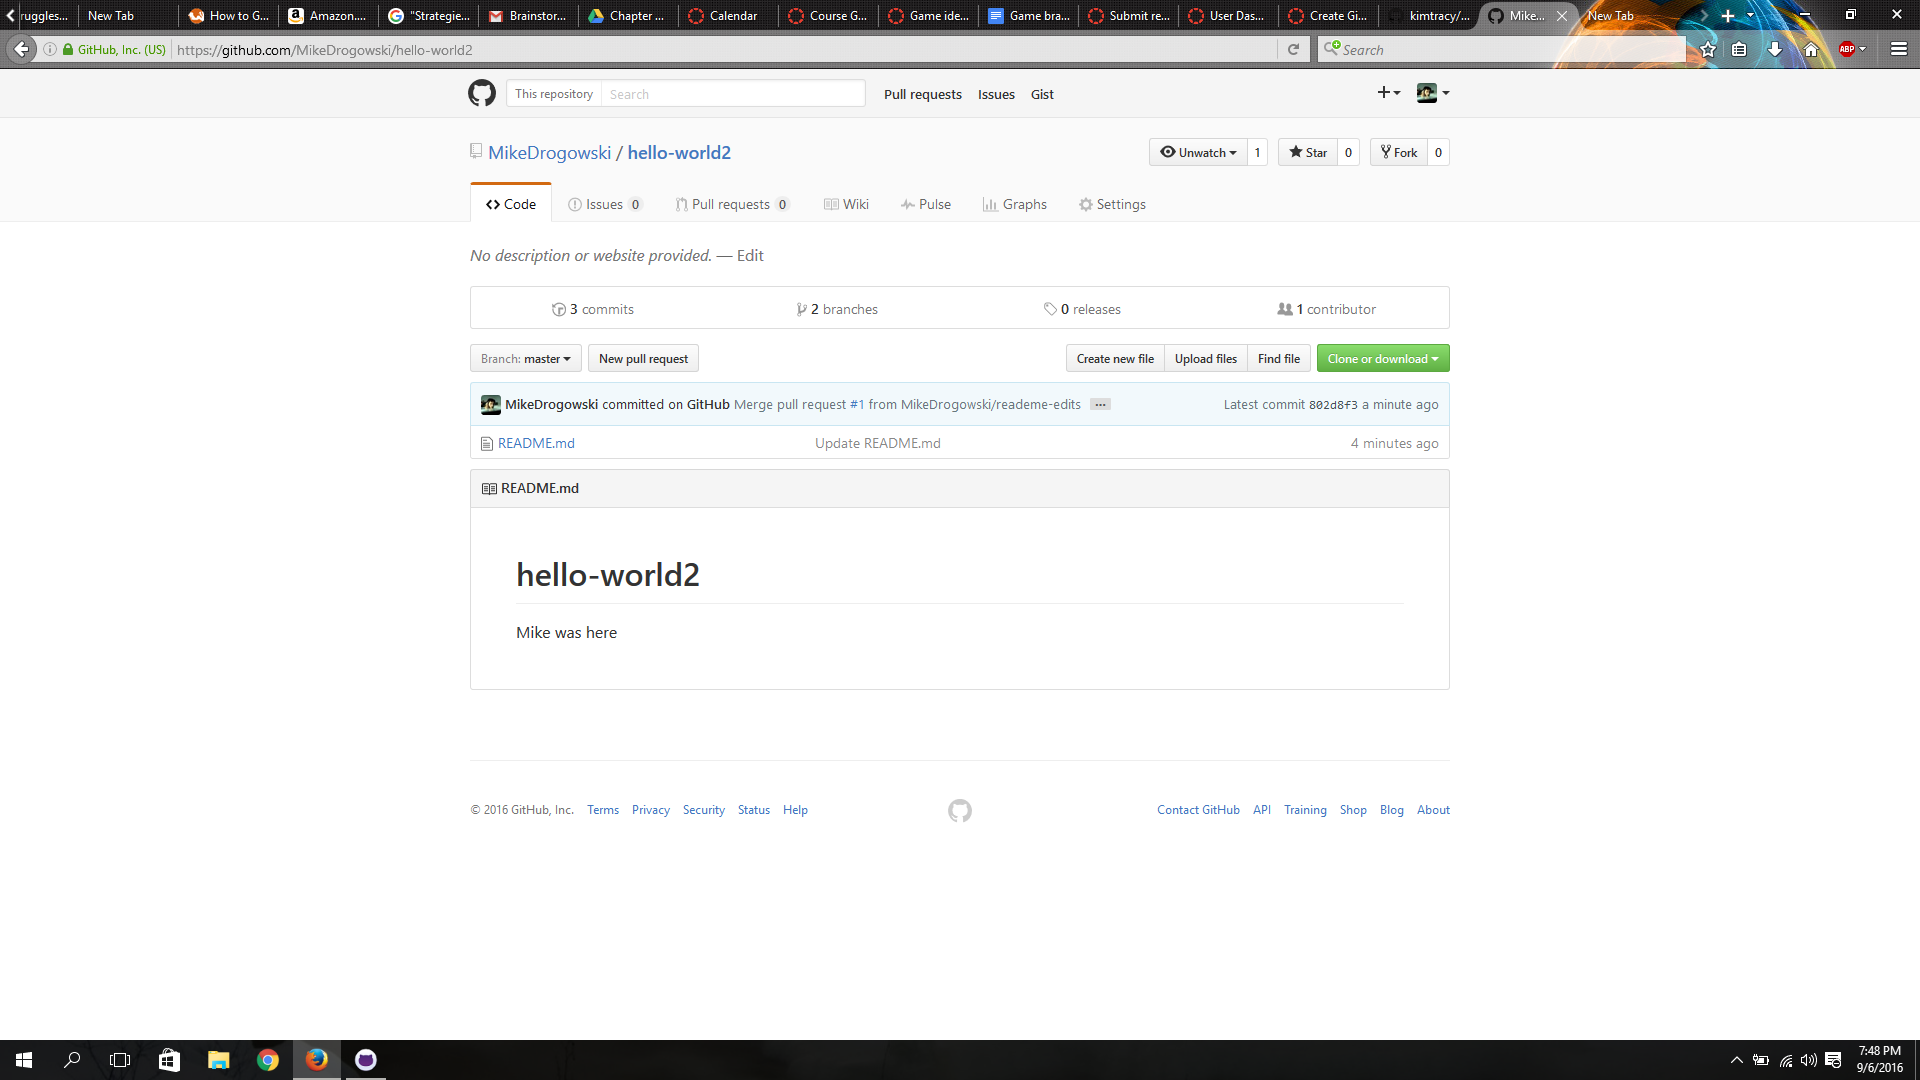 ruggles... New Tab How to G... Amazon.... "Strategie... Brainstor... Chapter ... Calendar Course G... Game ide... Game bra... Submit re... User Das... Create Gi... kimtracy/... Mike... New Tab
GitHub, Inc. (US) https://github.com/MikeDrogowski/hello-world2 Search ABP
This repository Search Pull requests Issues Gist
MikeDrogowski / hello-world2 Unwatch 1 Star 0 Fork 0
Code Issues 0 Pull requests 0 Wiki Pulse Graphs Settings
No description or website provided. — Edit
3 commits 2 branches 0 releases 1 contributor
Branch: master New pull request Create new file Upload files Find file Clone or download
MikeDrogowski committed on GitHub Merge pull request #1 from MikeDrogowski/reademe-edits ... Latest commit 802d8f3 a minute ago
README.md Update README.md 4 minutes ago
README.md
hello-world2
Mike was here
© 2016 GitHub, Inc. Terms Privacy Security Status Help Contact GitHub API Training Shop Blog About
7:48 PM
9/6/2016